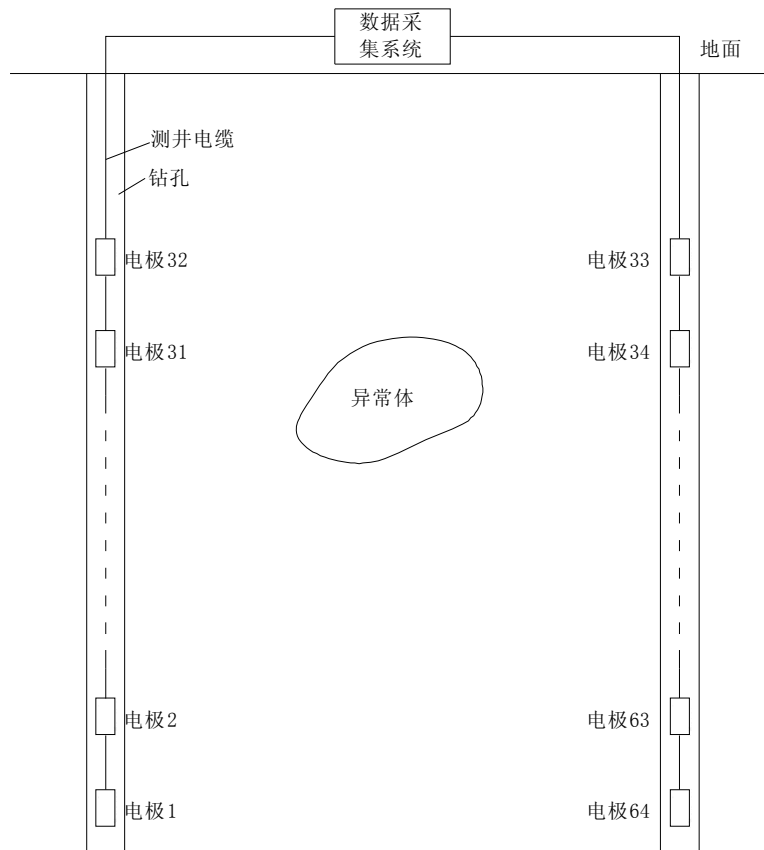 数据采
集系统
地面
测井电缆
钻孔
电极32
电极33
电极31
电极34
异常体
电极2
电极63
电极1
电极64